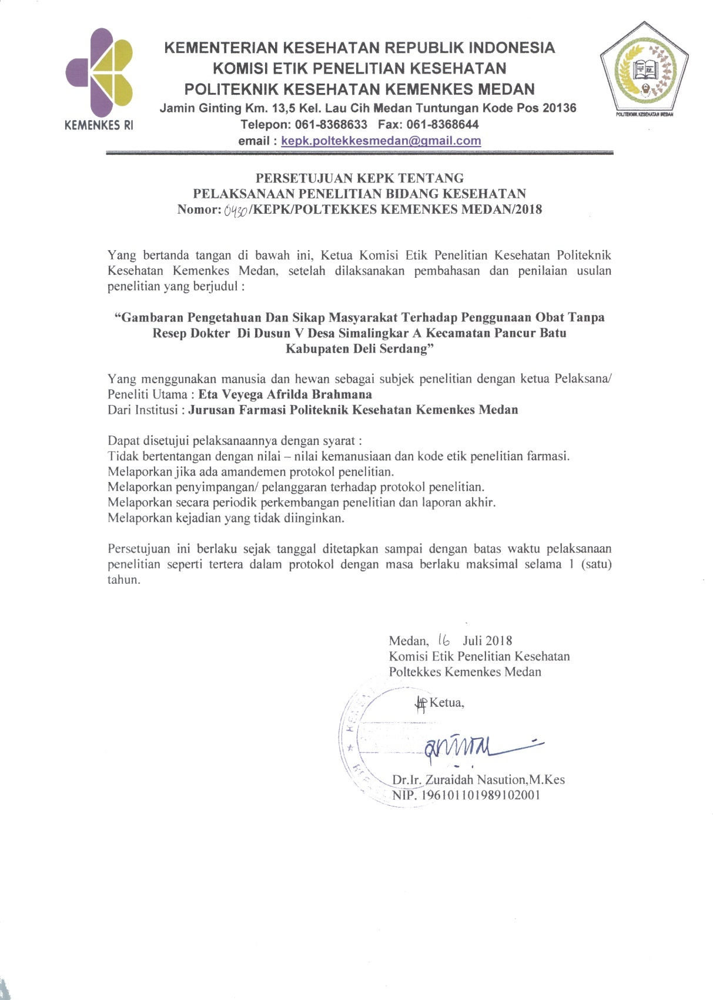 KEMENTERIAN KESEHATAN REPUBLIK INDONESIA
KOMISI ETIK PENELITIAN KESEHATAN
POLITEKNIK KESEHATAN KEMENKES MEDAN
Jamin Ginting Km. 13,5 Kel. Lau Cih Medan Tuntungan Kode Pos 20136
Telepon: 061-8368633 Fax: 061-8368644
email : kepk.poltekkesmedan@gmail.com
KEMENKES RI
POLITEKNIK KESEHATAN MEDAN
PERSETUJUAN KEPK TENTANG
PELAKSANAAN PENELITIAN BIDANG KESEHATAN
Nomor: 0430/KEPK/POLTEKKES KEMENKES MEDAN/2018
Yang bertanda tangan di bawah ini, Ketua Komisi Etik Penelitian Kesehatan Politeknik
Kesehatan Kemenkes Medan, setelah dilaksanakan pembahasan dan penilaian usulan
penelitian yang berjudul :
“Gambaran Pengetahuan Dan Sikap Masyarakat Terhadap Penggunaan Obat Tanpa
Resep Dokter Di Dusun V Desa Simalingkar A Kecamatan Pancur Batu
Kabupaten Deli Serdang”
Yang menggunakan manusia dan hewan sebagai subjek penelitian dengan ketua Pelaksana/
Peneliti Utama : Eta Veyega Afrilda Brahmana
Dari Institusi : Jurusan Farmasi Politeknik Kesehatan Kemenkes Medan
Dapat disetujui pelaksanaannya dengan syarat :
Tidak bertentangan dengan nilai – nilai kemanusiaan dan kode etik penelitian farmasi.
Melaporkan jika ada amandemen protokol penelitian.
Melaporkan penyimpangan/ pelanggaran terhadap protokol penelitian.
Melaporkan secara periodik perkembangan penelitian dan laporan akhir.
Melaporkan kejadian yang tidak diinginkan.
Persetujuan ini berlaku sejak tanggal ditetapkan sampai dengan batas waktu pelaksanaan
penelitian seperti tertera dalam protokol dengan masa berlaku maksimal selama 1 (satu)
tahun.
Medan, 16 Juli 2018
Komisi Etik Penelitian Kesehatan
Poltekkes Kemenkes Medan
Ketua,
Dr.Ir. Zuraidah Nasution,M.Kes
NIP. 196101101989102001